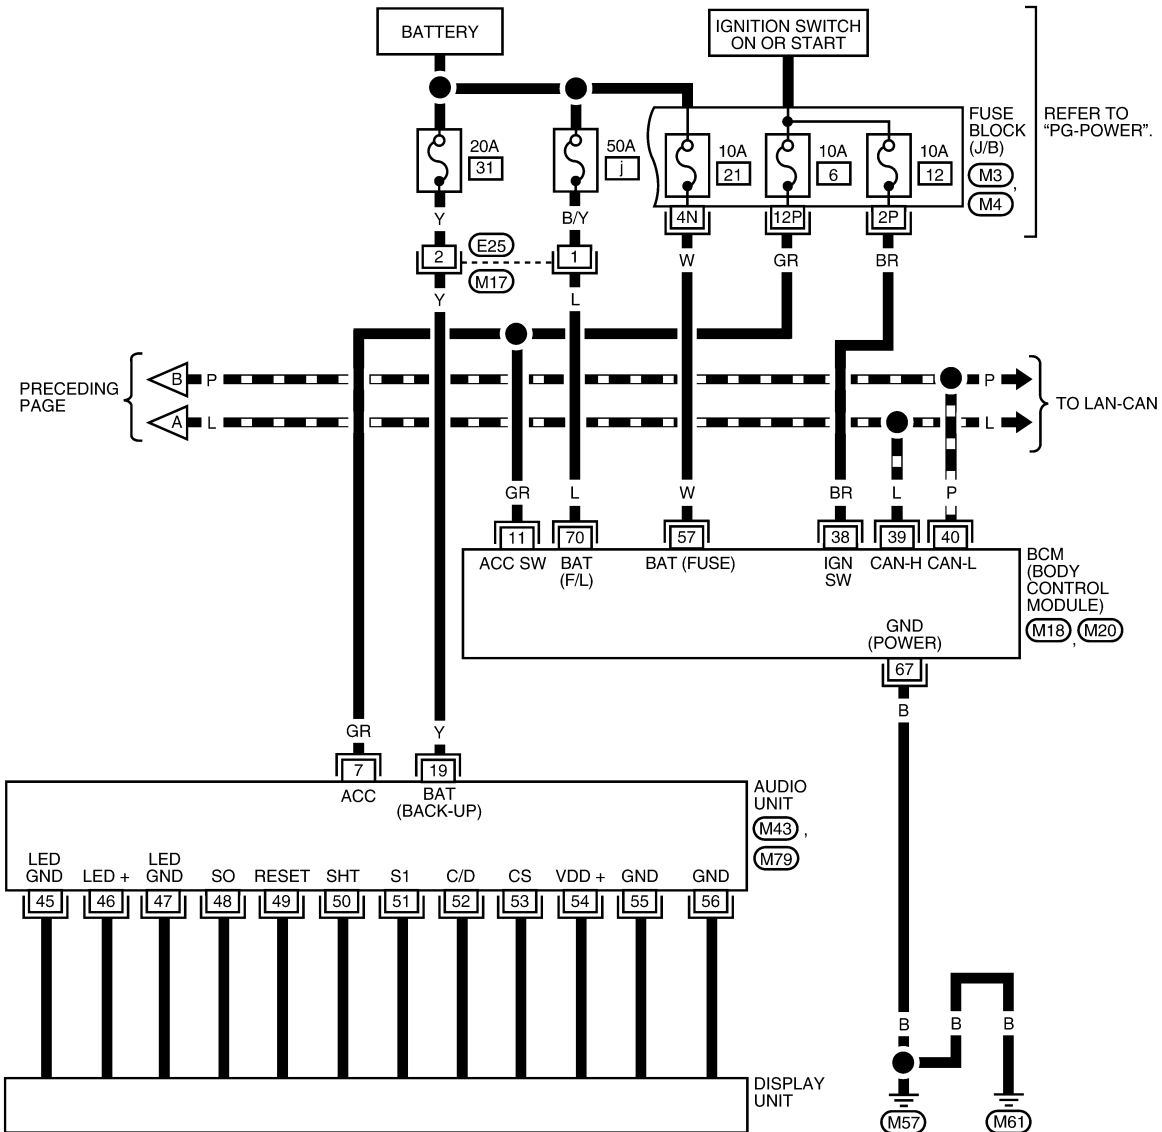 BATTERY
IGNITION SWITCH
ON OR START
REFER TO
“PG-POWER”.
FUSE
BLOCK
(J/B)
M3 ,
M4
20A
31
50A
j
10A
21
10A
6
10A
12
4N
12P
2P
Y
B/Y
W
GR
BR
2
E25
1
M17
Y
L
PRECEDING
PAGE
B P
A L
P
L
TO LAN-CAN
GR
L
W
BR
L
P
11
70
57
38
39
40
ACC SW
BAT
(F/L)
BAT (FUSE)
IGN
SW
CAN-H
CAN-L
BCM
(BODY
CONTROL
MODULE)
M18 , M20
GND
(POWER)
67
B
GR
Y
7
19
ACC
BAT
(BACK-UP)
AUDIO
UNIT
M43 ,
M79
LED
GND
LED +
LED
GND
SO
RESET
SHT
S1
C/D
CS
VDD +
GND
GND
45
46
47
48
49
50
51
52
53
54
55
56
B
B
B
DISPLAY
UNIT
M57
M61